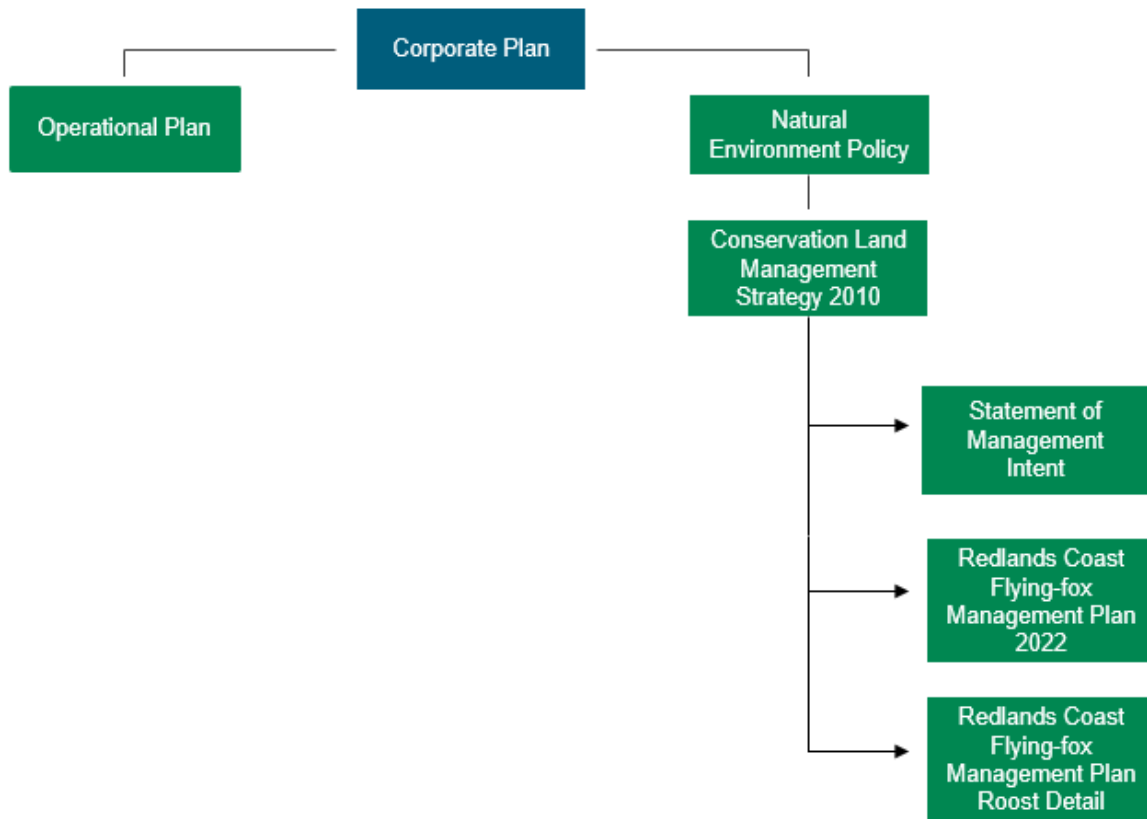 Corporate Plan
Operational Plan
Natural
Environment Policy
Conservation Land
Management
Strategy 2010
Statement of
Management
Intent
Redlands Coast
Flying-fox
Management Plan
2022
Redlands Coast
Flying-fox
Management Plan
Roost Detail